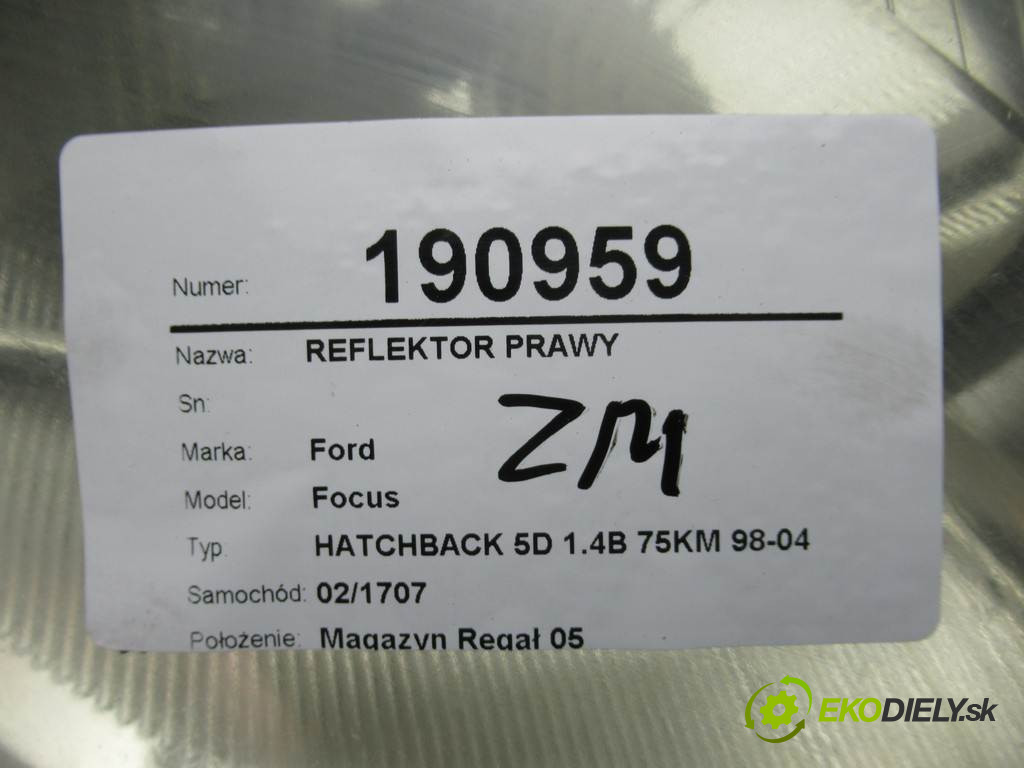 Numer: 190959
Nazwa: REFLEKTOR PRAWY
Sn:
ZM
Marka: Ford
Model: Focus
Typ: HATCHBACK 5D 1.4B 75KM 98-04
Samochód: 02/1707
Położenie: Magazyn Regał 05
EKODIELY.sk